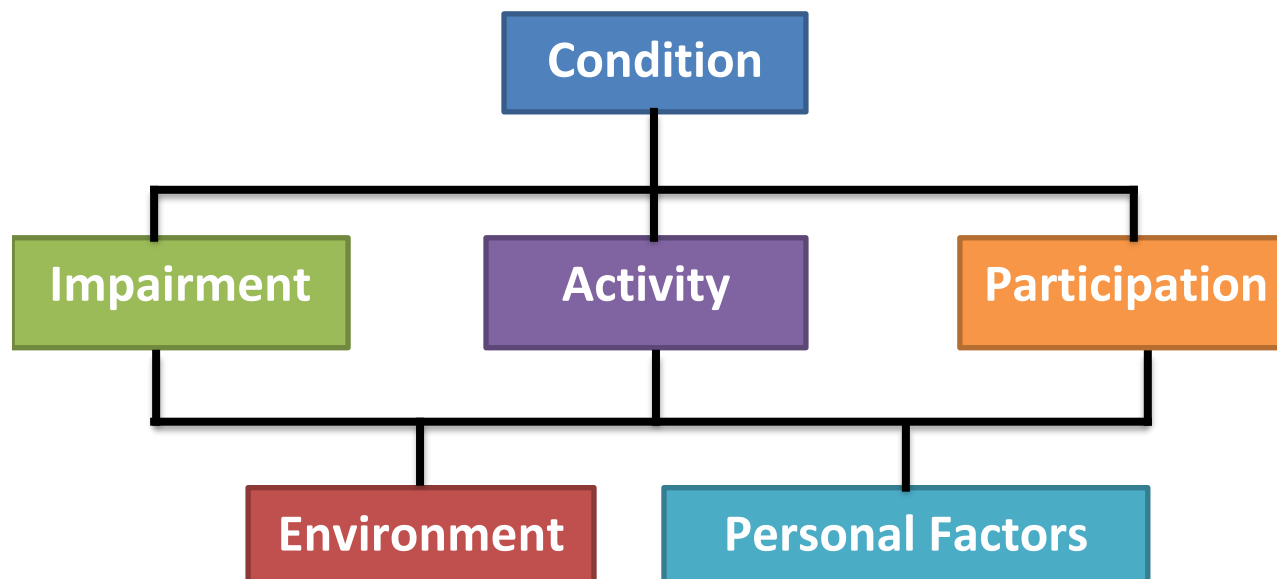 Condition
Impairment
Activity
Participation
Environment
Personal Factors